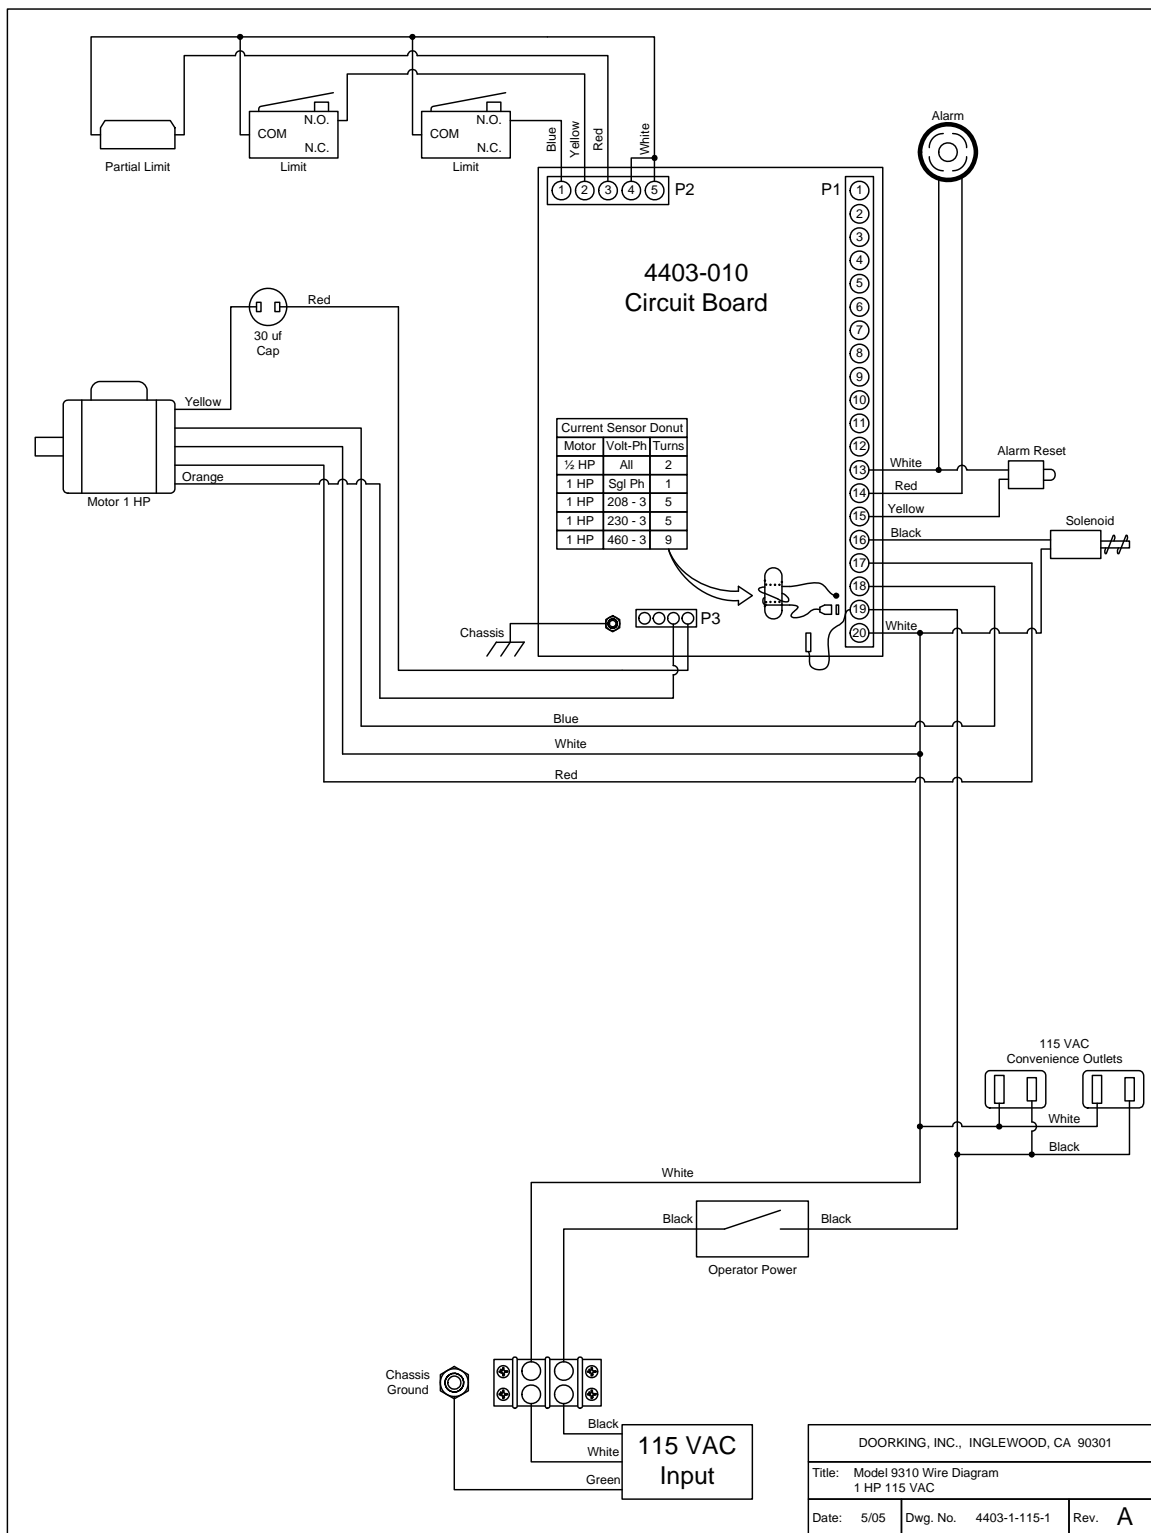 Alarm
N.O.
COM
N.C.
N.O.
COM
N.C.
Partial Limit
Limit
Limit
Blue
Yellow
Red
White
1 2 3 4 5
P2
P1
1
2
3
4
5
6
7
8
9
10
11
12
13
14
15
16
17
18
19
20
4403-010
Circuit Board
Red
30 uf
Cap
Yellow
Orange
Motor 1 HP
Current Sensor Donut
Motor Volt-Ph Turns
½ HP All 2
1 HP Sgl Ph 1
1 HP 208 - 3 5
1 HP 230 - 3 5
1 HP 460 - 3 9
White
Alarm Reset
Red
Yellow
Black
Solenoid
White
P3
Chassis
Blue
White
Red
115 VAC
Convenience Outlets
White
Black
White
Black
Black
Operator Power
Chassis
Ground
Black
White
Green
115 VAC
Input
DOORKING, INC., INGLEWOOD, CA 90301
Title: Model 9310 Wire Diagram
1 HP 115 VAC
Date: 5/05 Dwg. No. 4403-1-115-1 Rev. A